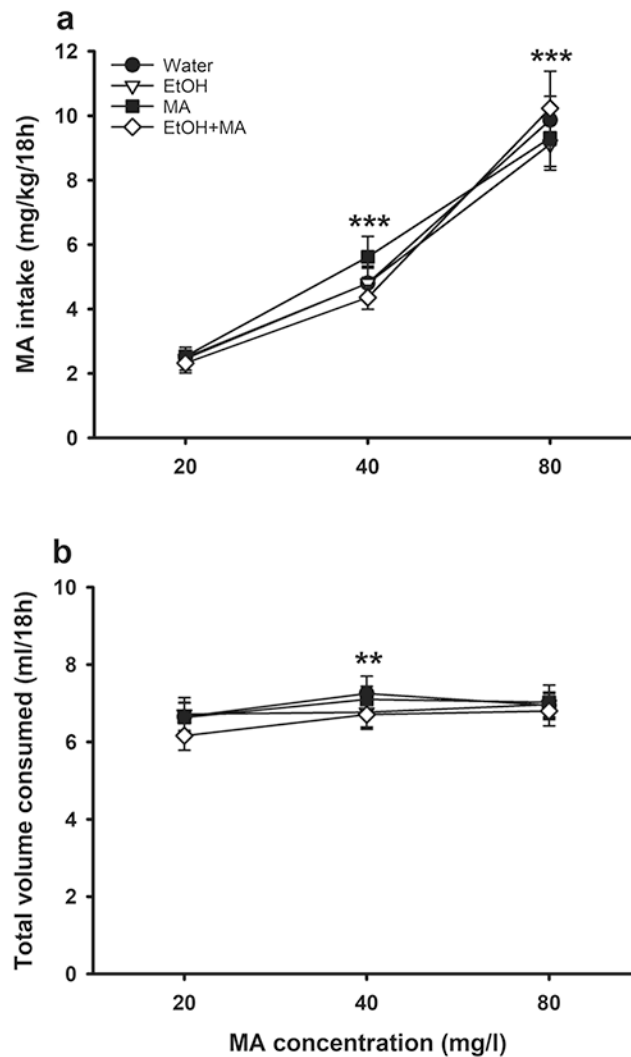 a
MA intake (mg/kg/18h)
12
10
8
6
4
2
0
Water
EtOH
MA
EtOH+MA
***
***
20 40 80
b
Total volume consumed (ml/18h)
10
8
6
4
2
0
**
20 40 80
MA concentration (mg/l)